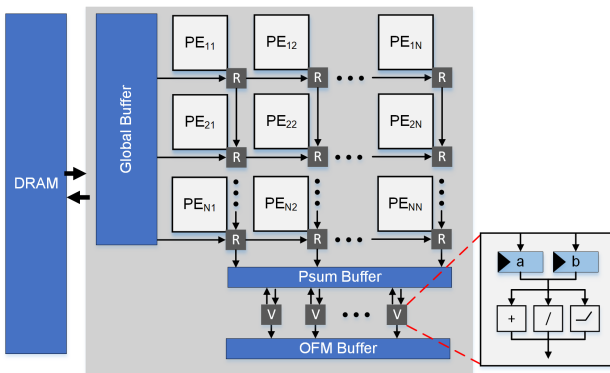 DRAM
Global Buffer
PE11 PE12 PE1N
R R R
PE21 PE22 PE2N
R R R
PEN1 PEN2 PENN
R R R
Psum Buffer
V V V
OFM Buffer
a b
+ /